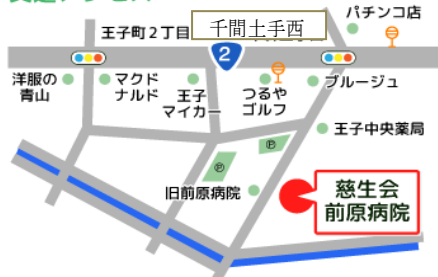 パチンコ店
王子町2丁目
千間土手西
2
洋服の
青山
マクド
ナルド
王子
マイカー
つるや
ゴルフ
ブルージュ
王子中央薬局
P
P
旧前原病院
慈生会
前原病院